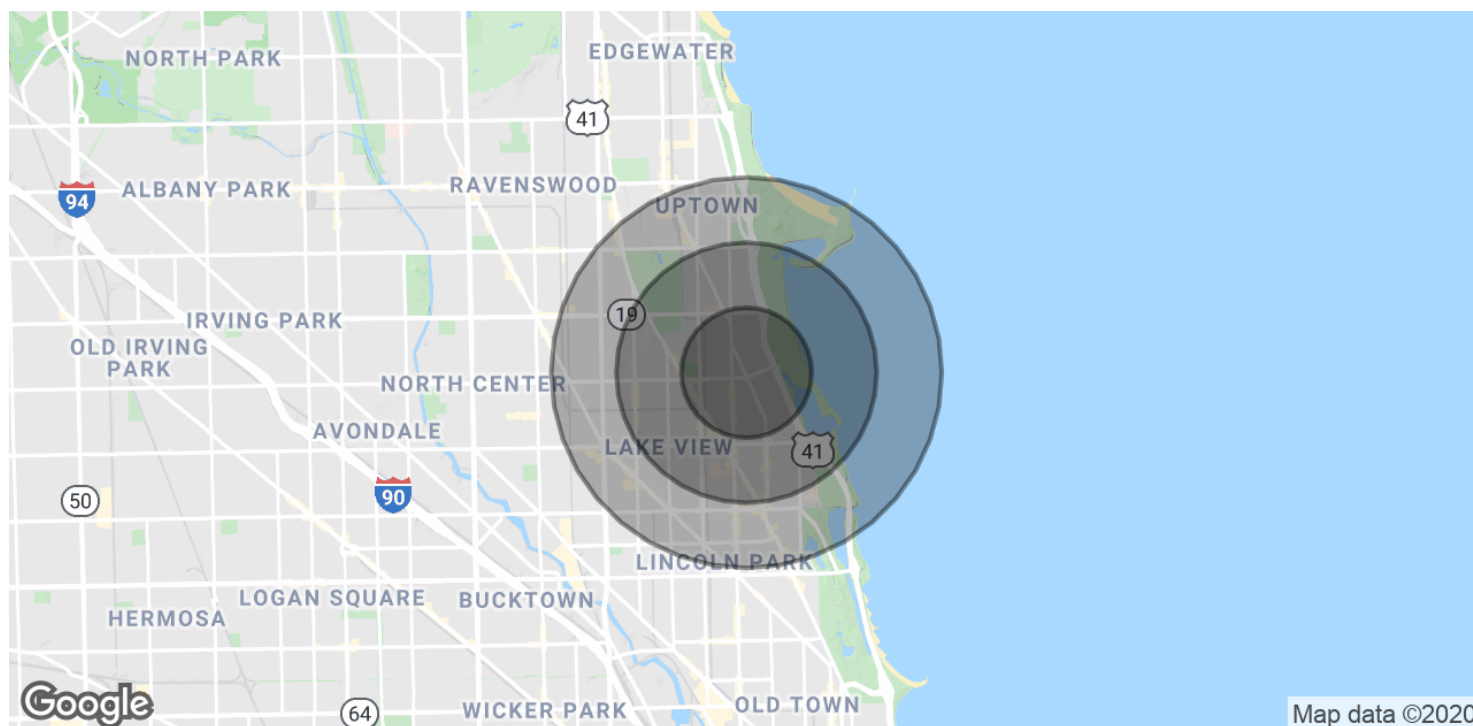 EDGEWATER
NORTH PARK
41
ALBANY PARK
RAVENSWOOD
94
UPTOWN
19
IRVING PARK
OLD IRVING
PARK
NORTH CENTER
AVONDALE
LAKE VIEW
41
50
90
LINCOLN PARK
LOGAN SQUARE
BUCKTOWN
HERMOSA
Google
64
WICKER PARK
OLD TOWN
Map data ©2020